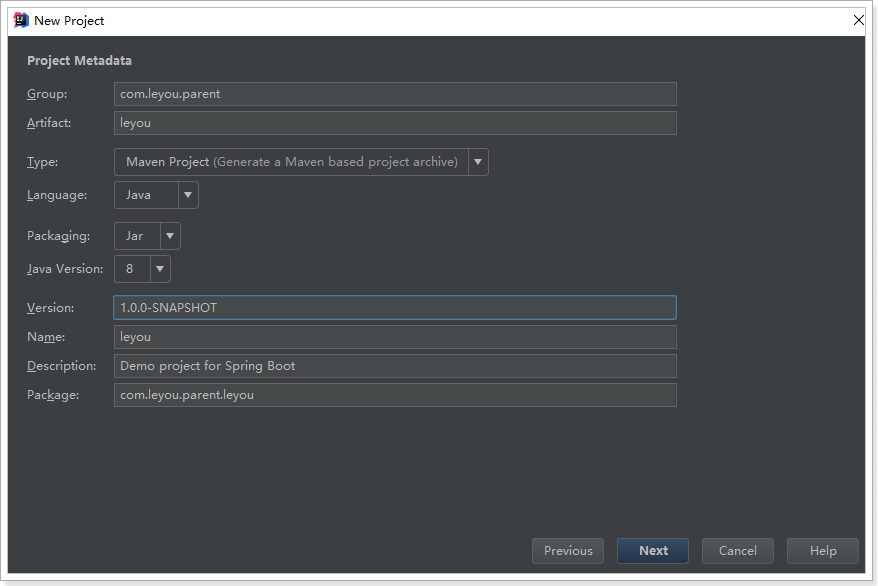 New Project
Project Metadata
Group: com.leyou.parent
Artifact: leyou
Type: Maven Project (Generate a Maven based project archive)
Language: Java
Packaging: Jar
Java Version: 8
Version: 1.0.0-SNAPSHOT
Name: leyou
Description: Demo project for Spring Boot
Package: com.leyou.parent.leyou
Previous Next Cancel Help